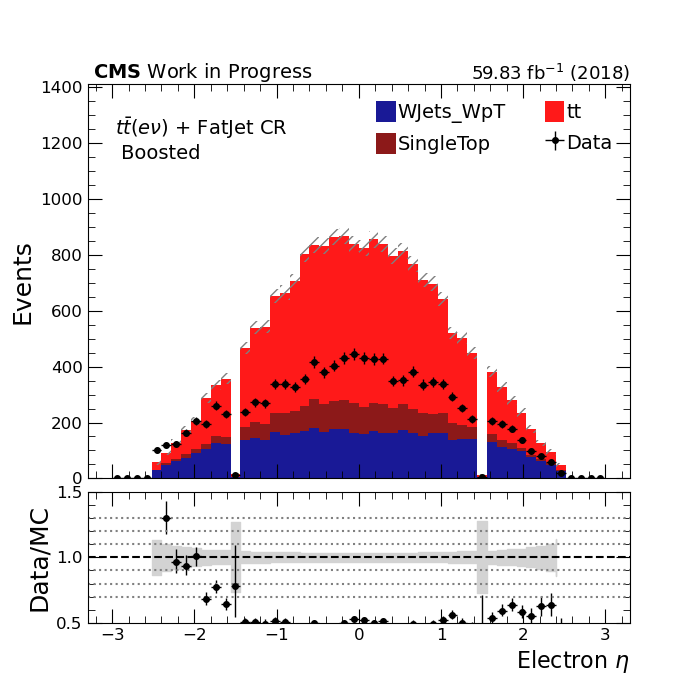 CMS Work in Progress 59.83 fb⁻¹ (2018)
1400
1200
1000
800
600
400
200
0
Events
tt̄(eν) + FatJet CR
Boosted
WJets_WpT tt
SingleTop Data
1.5
1.0
0.5
Data/MC
−3 −2 −1 0 1 2 3
Electron η